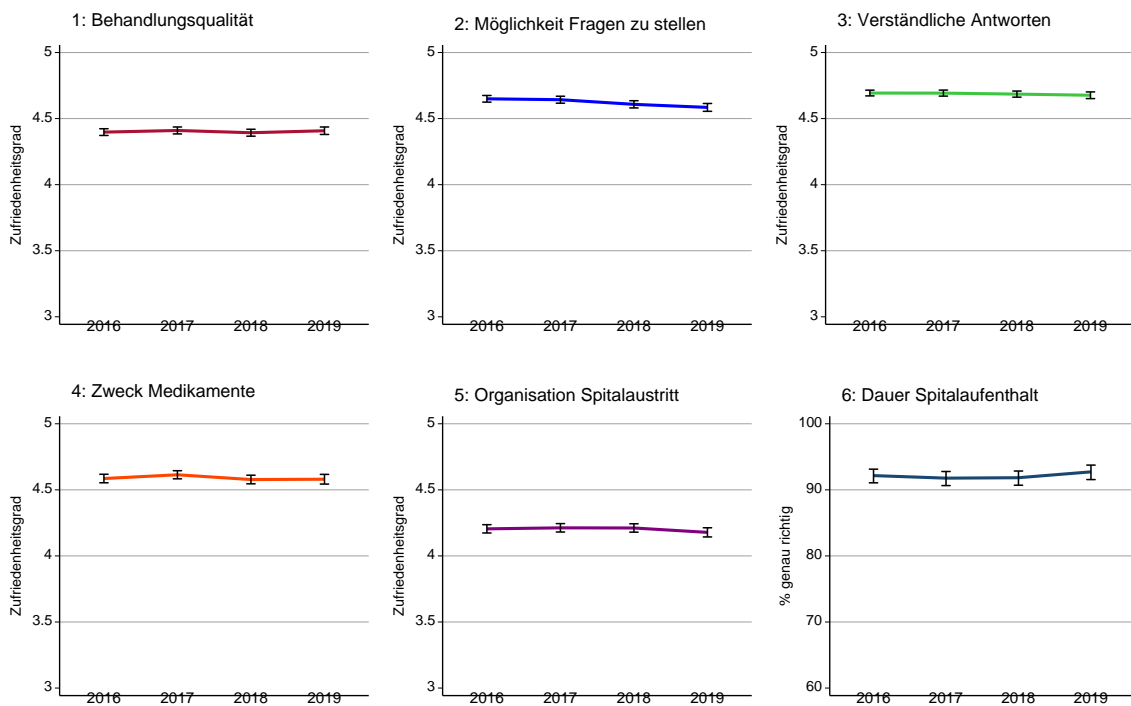 1: Behandlungsqualität
Zufriedenheitsgrad
5
4.5
4
3.5
3
2016 2017 2018 2019
2: Möglichkeit Fragen zu stellen
Zufriedenheitsgrad
5
4.5
4
3.5
3
2016 2017 2018 2019
3: Verständliche Antworten
Zufriedenheitsgrad
5
4.5
4
3.5
3
2016 2017 2018 2019
4: Zweck Medikamente
Zufriedenheitsgrad
5
4.5
4
3.5
3
2016 2017 2018 2019
5: Organisation Spitalaustritt
Zufriedenheitsgrad
5
4.5
4
3.5
3
2016 2017 2018 2019
6: Dauer Spitalaufenthalt
% genau richtig
100
90
80
70
60
2016 2017 2018 2019